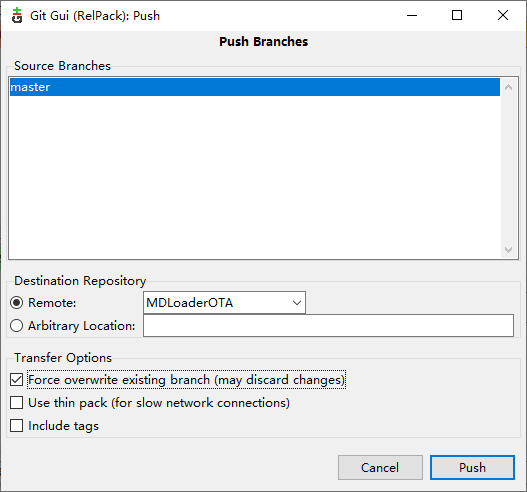 Git Gui (RelPack): Push
Push Branches
Source Branches
master
Destination Repository
Remote:
MDLoaderOTA
Arbitrary Location:
Transfer Options
Force overwrite existing branch (may discard changes)
Use thin pack (for slow network connections)
Include tags
Cancel
Push